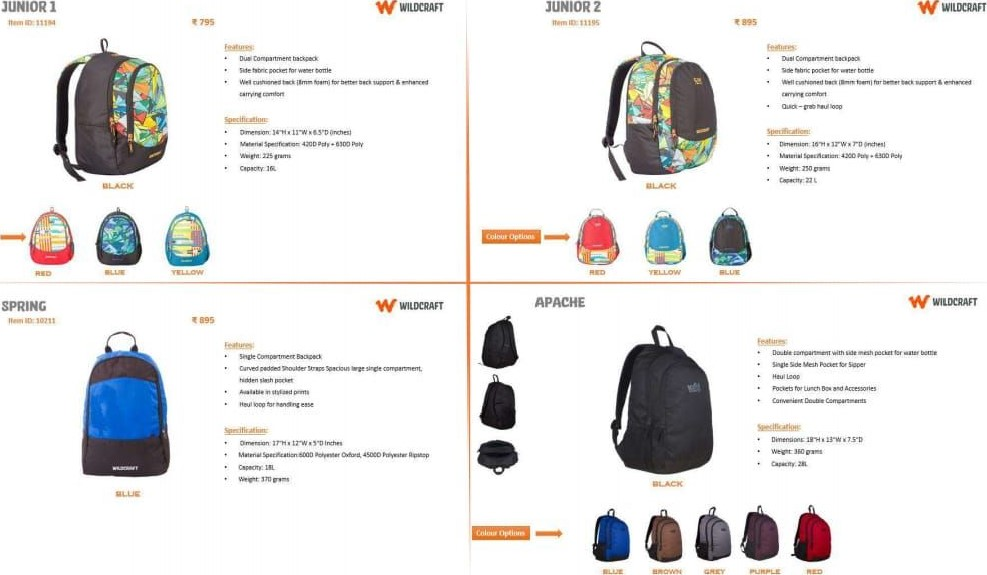 JUNIOR 1
WILDCRAFT
Item ID: 11194
₹ 795
Features:
• Dual Compartment backpack
• Side fabric pocket for water bottle
• Well cushioned back (8mm foam) for better back support & enhanced
carrying comfort
Specification:
• Dimension: 14"H x 11"W x 6.5"D (inches)
• Material Specification: 420D Poly + 630D Poly
• Weight: 225 grams
• Capacity: 16L
BLACK
RED
BLUE
YELLOW
JUNIOR 2
WILDCRAFT
Item ID: 11195
₹ 895
Features:
• Dual Compartment backpack
• Side fabric pocket for water bottle
• Well cushioned back (8mm foam) for better back support & enhanced
carrying comfort
• Quick – grab haul loop
Specification:
• Dimension: 16"H x 12"W x 7"D (inches)
• Material Specification: 420D Poly + 630D Poly
• Weight: 250 grams
• Capacity: 22 L
BLACK
Colour Options
RED
YELLOW
BLUE
SPRING
WILDCRAFT
Item ID: 10211
₹ 895
Features:
• Single Compartment Backpack
• Curved padded Shoulder Straps Spacious large single compartment,
hidden slash pocket
• Available in stylized prints
• Haul loop for handling ease
Specification:
• Dimension: 17"H x 12"W x 5"D Inches
• Material Specification:600D Polyester Oxford, 4500D Polyester Ripstop
• Capacity: 18L
• Weight: 370 grams
WILDCRAFT
BLUE
APACHE
WILDCRAFT
Features:
• Double compartment with side mesh pocket for water bottle
• Single Side Mesh Pocket for Sipper
• Haul Loop
• Pockets for Lunch Box and Accessories
• Convenient Double Compartments
Specification:
• Dimensions: 18"H x 13"W x 7.5"D
• Weight: 360 grams
• Capacity: 28L
BLACK
Colour Options
BLUE
BROWN
GREY
PURPLE
RED